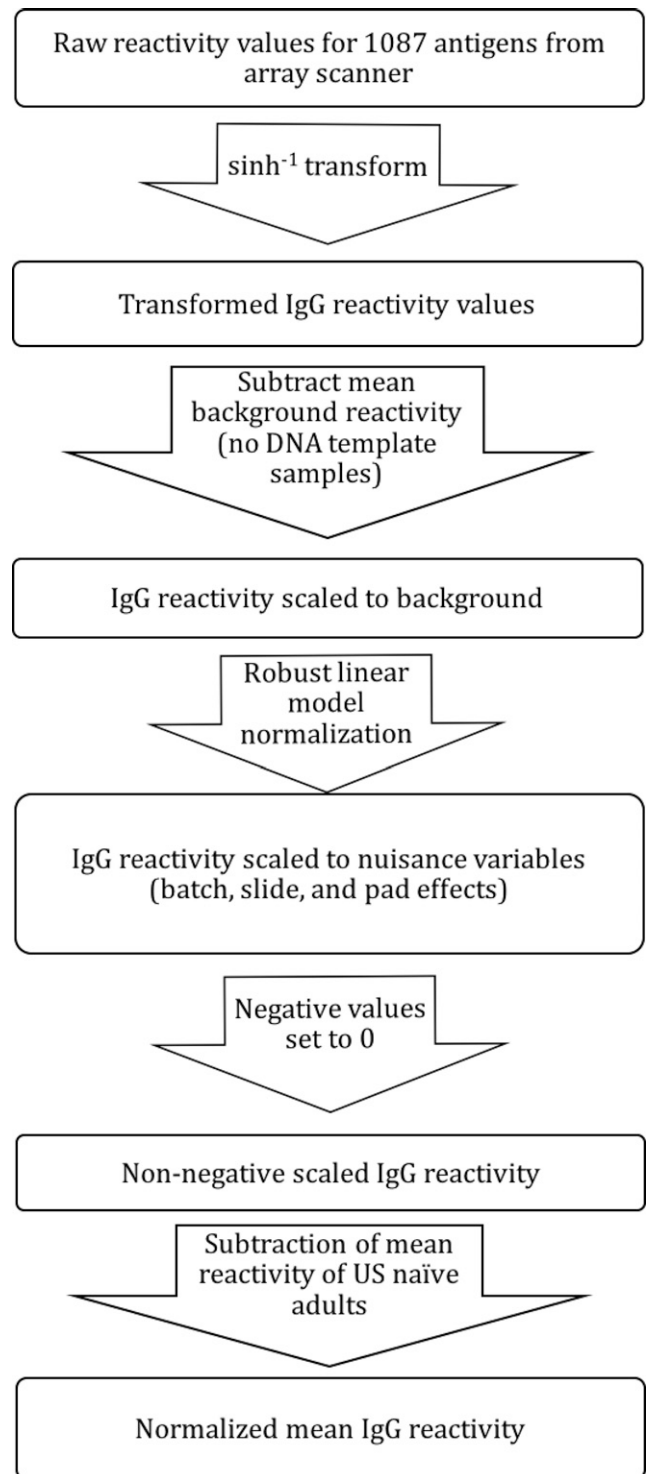 Raw reactivity values for 1087 antigens from
array scanner
sinh⁻¹ transform
Transformed IgG reactivity values
Subtract mean
background reactivity
(no DNA template
samples)
IgG reactivity scaled to background
Robust linear
model
normalization
IgG reactivity scaled to nuisance variables
(batch, slide, and pad effects)
Negative values
set to 0
Non-negative scaled IgG reactivity
Subtraction of mean
reactivity of US naïve
adults
Normalized mean IgG reactivity